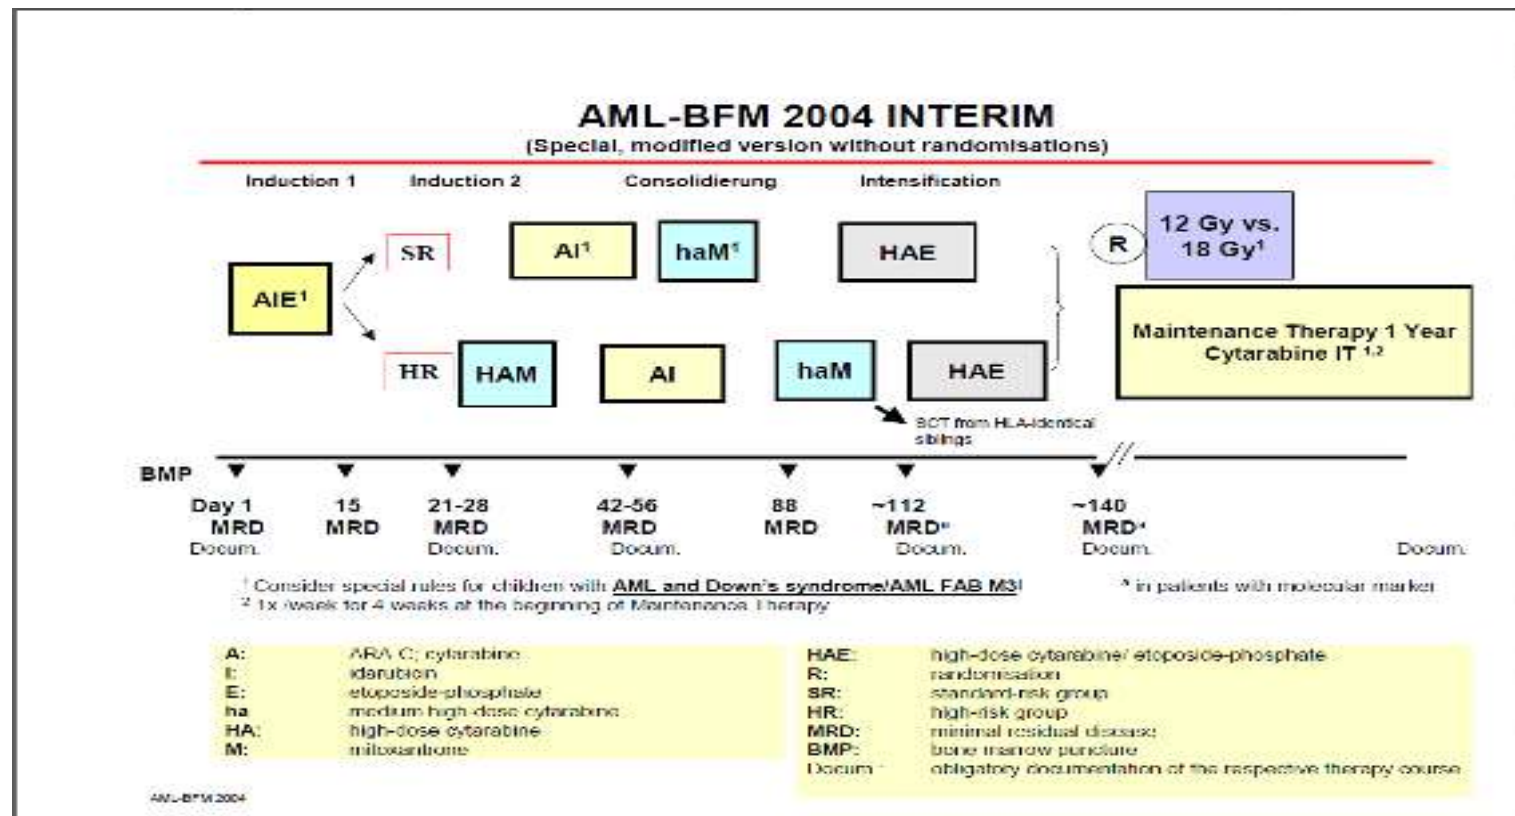 AML-BFM 2004 INTERIM
(Special, modified version without randomisations)
Induction 1 Induction 2 Consolidierung Intensification
SR AI¹ haM¹ HAE R 12 Gy vs.
18 Gy¹
AIE¹
Maintenance Therapy 1 Year
Cytarabine IT ¹,²
HR HAM AI haM HAE
SCT from HLA-identical
siblings
BMP
Day 1 15 21-28 42-56 88 ~112 ~140
MRD MRD MRD MRD MRD MRDᵃ MRDᵃ
Docum. Docum. Docum. Docum. Docum. Docum.
¹ Consider special rules for children with AML and Down's syndrome/AML FAB M3! ᵃ in patients with molecular marker
² 1x /week for 4 weeks at the beginning of Maintenance Therapy
A: ARA-C; cytarabine
I: idarubicin
E: etoposide-phosphate
ha medium high-dose cytarabine
HA: high-dose cytarabine
M: mitoxantrone
HAE: high-dose cytarabine/ etoposide-phosphate
R: randomisation
SR: standard-risk group
HR: high-risk group
MRD: minimal residual disease
BMP: bone marrow puncture
Docum.: obligatory documentation of the respective therapy course
AML-BFM 2004